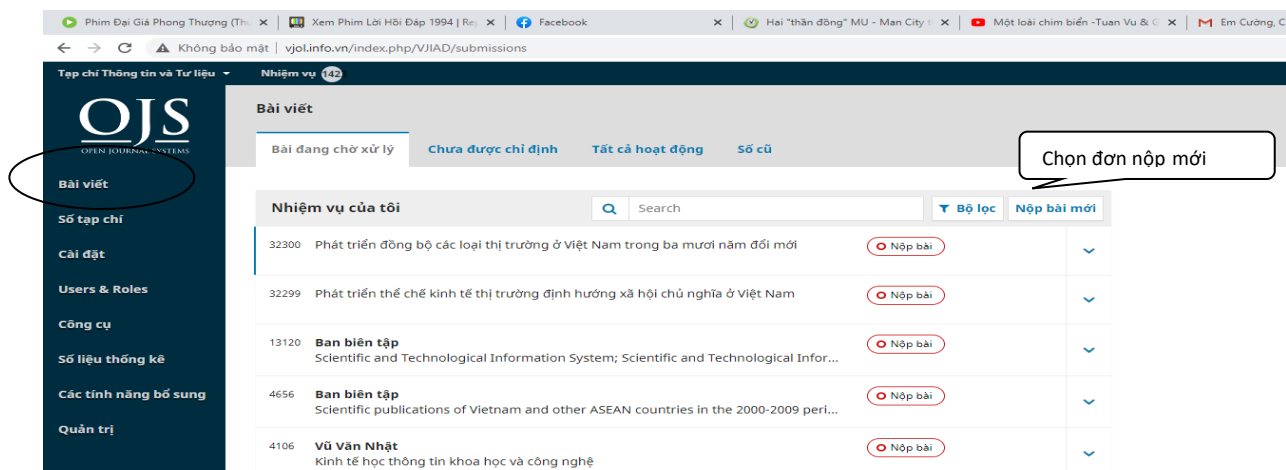 Phim Đại Giá Phong Thượng (Th
Xem Phim Lời Hồi Đáp 1994 | Re
Facebook
Hai "thần đồng" MU - Man City
Một loài chim biển -Tuan Vu &
Em Cường, C
Không bảo mật | vjol.info.vn/index.php/VJIAD/submissions
Tạp chí Thông tin và Tư liệu
Nhiệm vụ 142
OJS
OPEN JOURNAL SYSTEMS
Bài viết
Số tạp chí
Cài đặt
Users & Roles
Công cụ
Số liệu thống kê
Các tính năng bổ sung
Quản trị
Bài viết
Bài đang chờ xử lý Chưa được chỉ định Tất cả hoạt động Số cũ
Chọn đơn nộp mới
Nhiệm vụ của tôi Search Bộ lọc Nộp bài mới
32300 Phát triển đồng bộ các loại thị trường ở Việt Nam trong ba mươi năm đổi mới Nộp bài
32299 Phát triển thể chế kinh tế thị trường định hướng xã hội chủ nghĩa ở Việt Nam Nộp bài
13120 Ban biên tập Nộp bài
Scientific and Technological Information System; Scientific and Technological Infor...
4656 Ban biên tập Nộp bài
Scientific publications of Vietnam and other ASEAN countries in the 2000-2009 peri...
4106 Vũ Văn Nhật Nộp bài
Kinh tế học thông tin khoa học và công nghệ